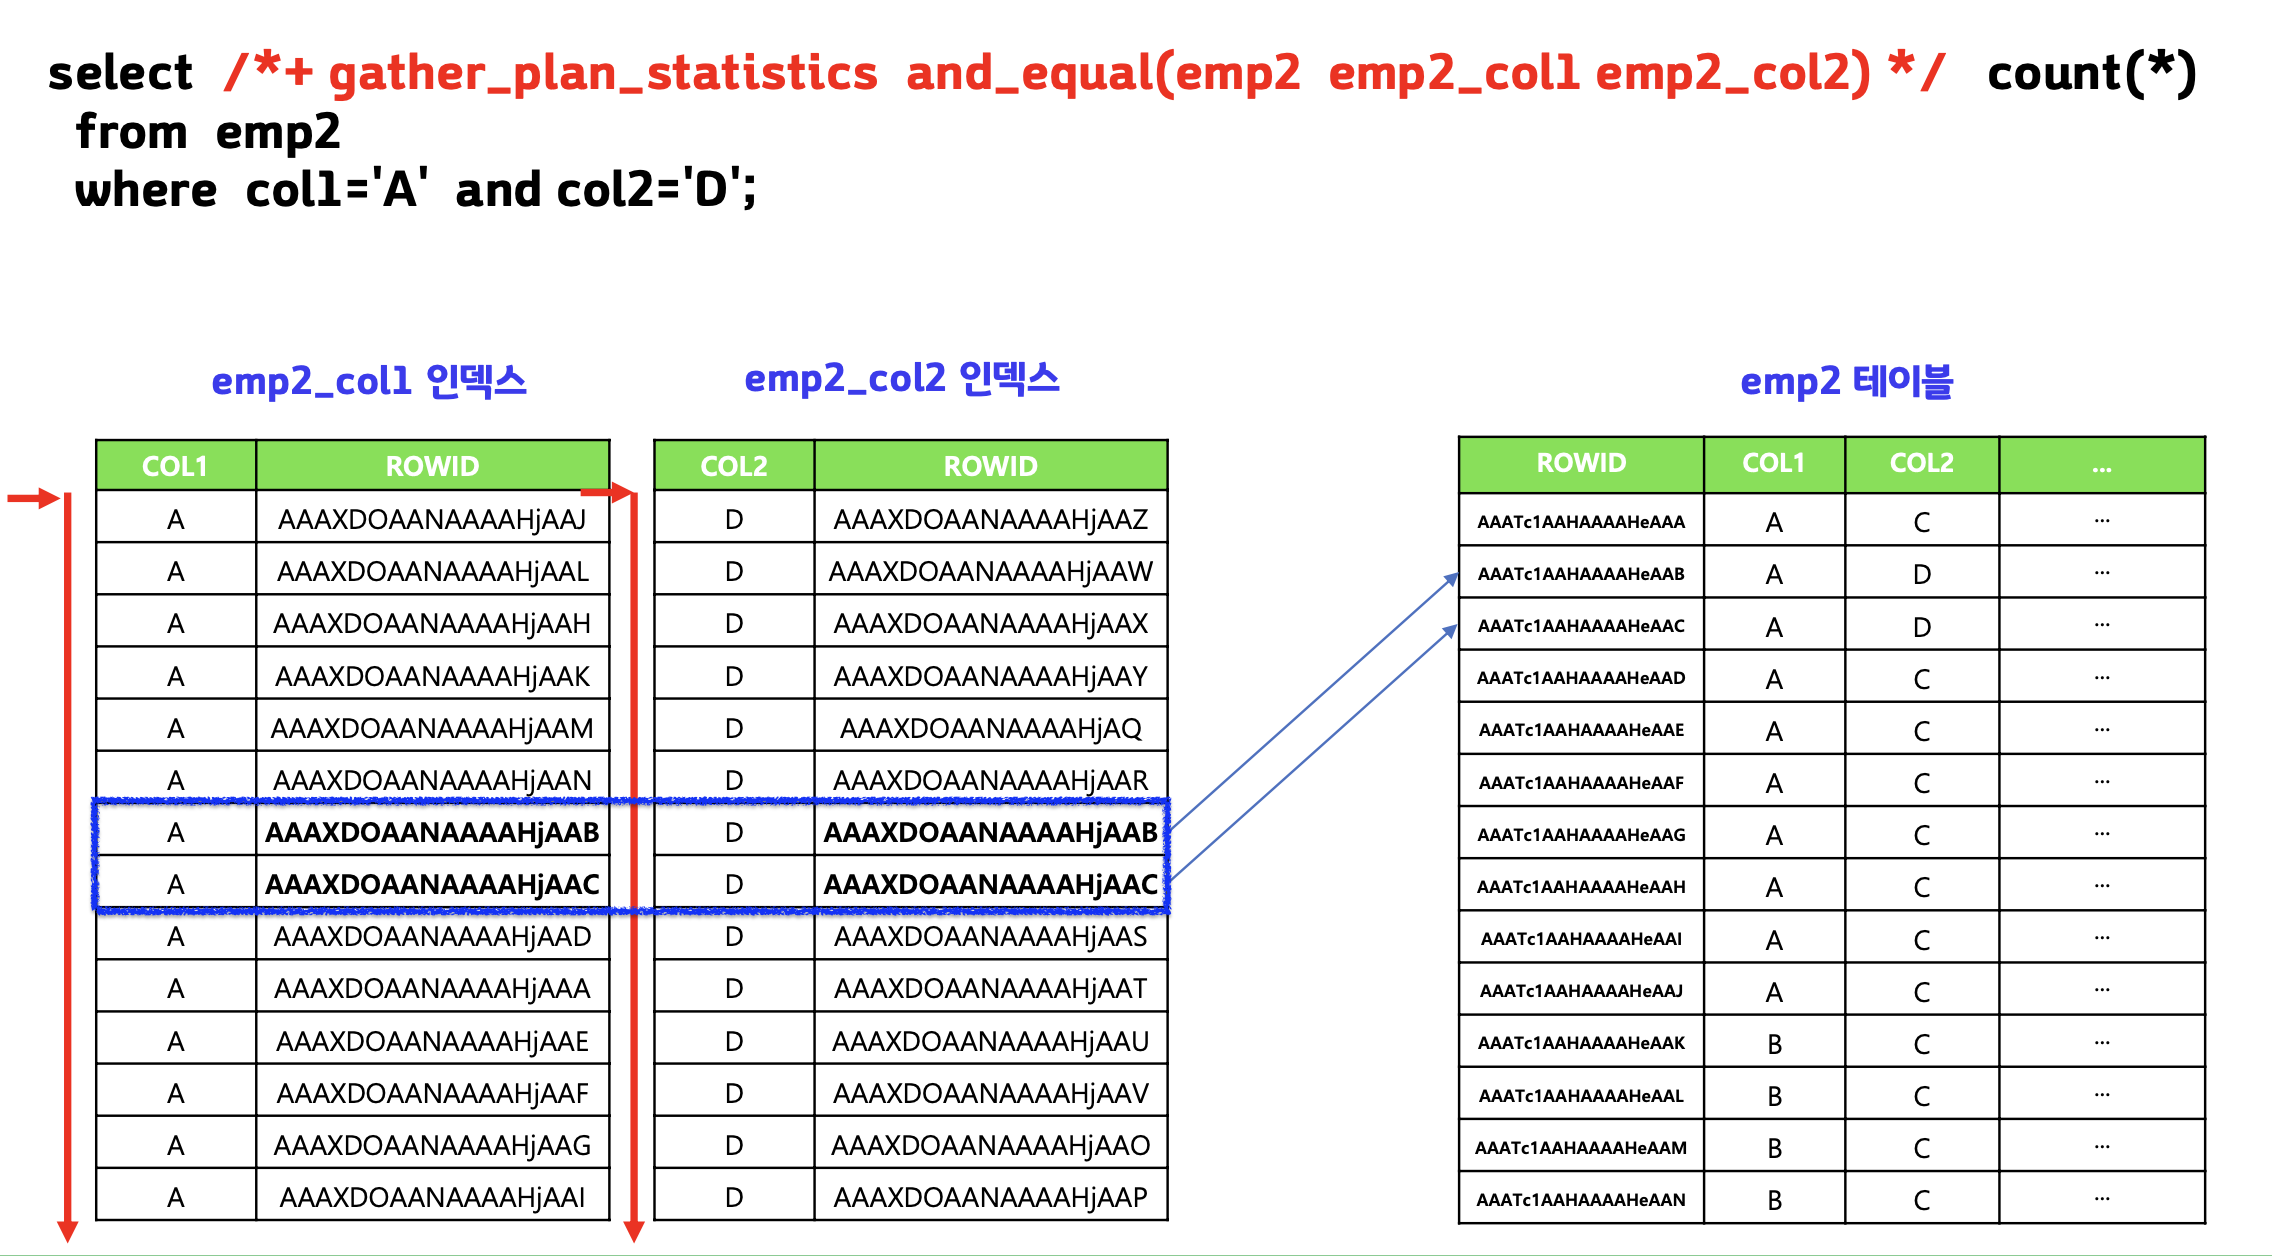 select /*+ gather_plan_statistics and_equal(emp2 emp2_col1 emp2_col2) */ count(*)
from emp2
where col1='A' and col2='D';
emp2_col1 인덱스
COL1 ROWID
A AAAXDOAANAAAAHjAAJ
A AAAXDOAANAAAAHjAAL
A AAAXDOAANAAAAHjAAH
A AAAXDOAANAAAAHjAAK
A AAAXDOAANAAAAHjAAM
A AAAXDOAANAAAAHjAAN
A AAAXDOAANAAAAHjAAB
A AAAXDOAANAAAAHjAAC
A AAAXDOAANAAAAHjAAD
A AAAXDOAANAAAAHjAAA
A AAAXDOAANAAAAHjAAE
A AAAXDOAANAAAAHjAAF
A AAAXDOAANAAAAHjAAG
A AAAXDOAANAAAAHjAAI
emp2_col2 인덱스
COL2 ROWID
D AAAXDOAANAAAAHjAAZ
D AAAXDOAANAAAAHjAAW
D AAAXDOAANAAAAHjAAX
D AAAXDOAANAAAAHjAAY
D AAAXDOAANAAAAHjAQ
D AAAXDOAANAAAAHjAAR
D AAAXDOAANAAAAHjAAB
D AAAXDOAANAAAAHjAAC
D AAAXDOAANAAAAHjAAS
D AAAXDOAANAAAAHjAAT
D AAAXDOAANAAAAHjAAU
D AAAXDOAANAAAAHjAAV
D AAAXDOAANAAAAHjAAO
D AAAXDOAANAAAAHjAAP
emp2 테이블
ROWID COL1 COL2 ...
AAATc1AAHAAAAHeAAA A C ...
AAATc1AAHAAAAHeAAB A D ...
AAATc1AAHAAAAHeAAC A D ...
AAATc1AAHAAAAHeAAD A C ...
AAATc1AAHAAAAHeAAE A C ...
AAATc1AAHAAAAHeAAF A C ...
AAATc1AAHAAAAHeAAG A C ...
AAATc1AAHAAAAHeAAH A C ...
AAATc1AAHAAAAHeAAI A C ...
AAATc1AAHAAAAHeAAJ A C ...
AAATc1AAHAAAAHeAAK B C ...
AAATc1AAHAAAAHeAAL B C ...
AAATc1AAHAAAAHeAAM B C ...
AAATc1AAHAAAAHeAAN B C ...